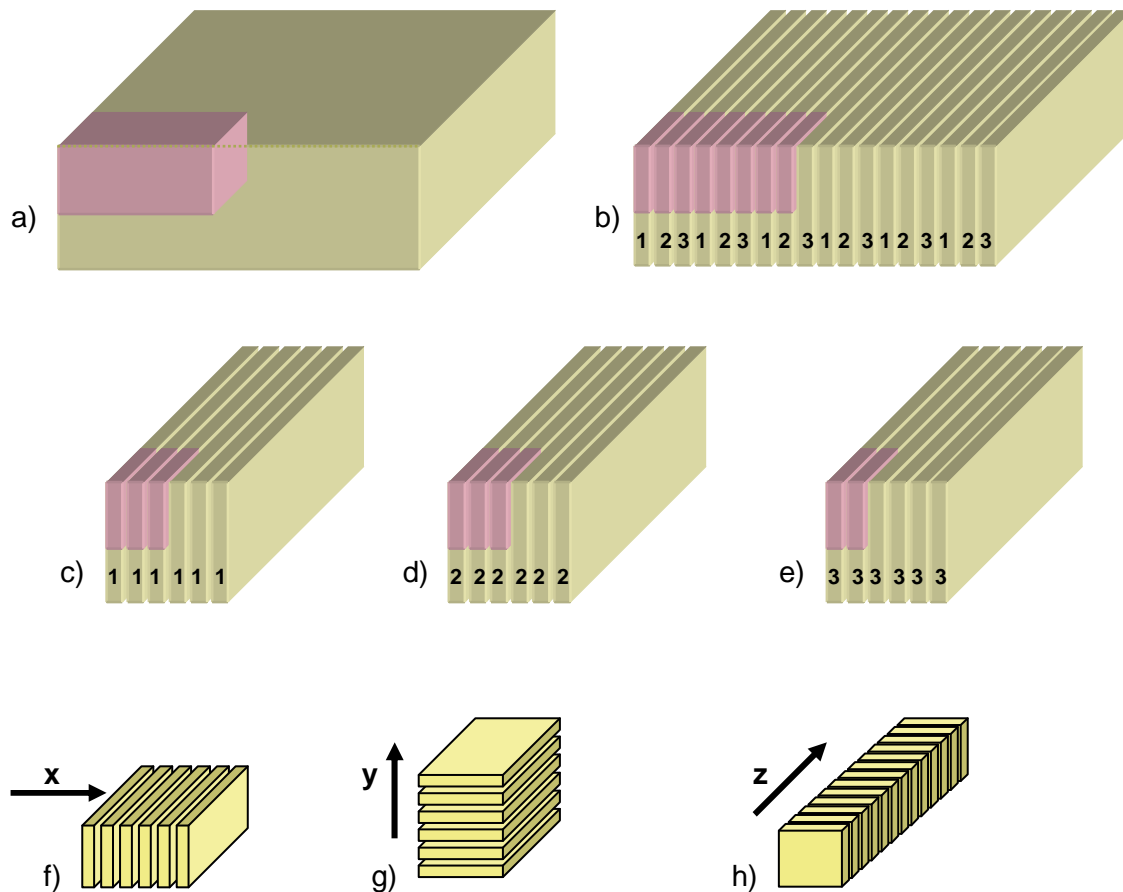 a)
b)
1 2 3 1 2 3 1 2 3 1 2 3 1 2 3 1 2 3
c)
1 1 1 1 1 1
d)
2 2 2 2 2 2
e)
3 3 3 3 3 3
x
f)
y
g)
z
h)